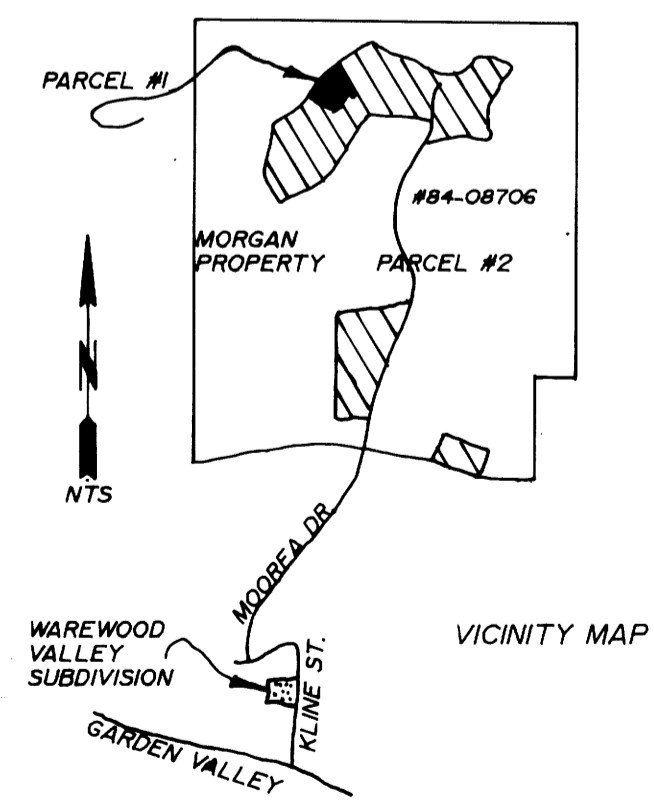 PARCEL #1
#84-08706
MORGAN
PROPERTY
PARCEL #2
N
NTS
MOOREA DR.
WAREWOOD
VALLEY
SUBDIVISION
VICINITY MAP
KLINE ST.
GARDEN VALLEY